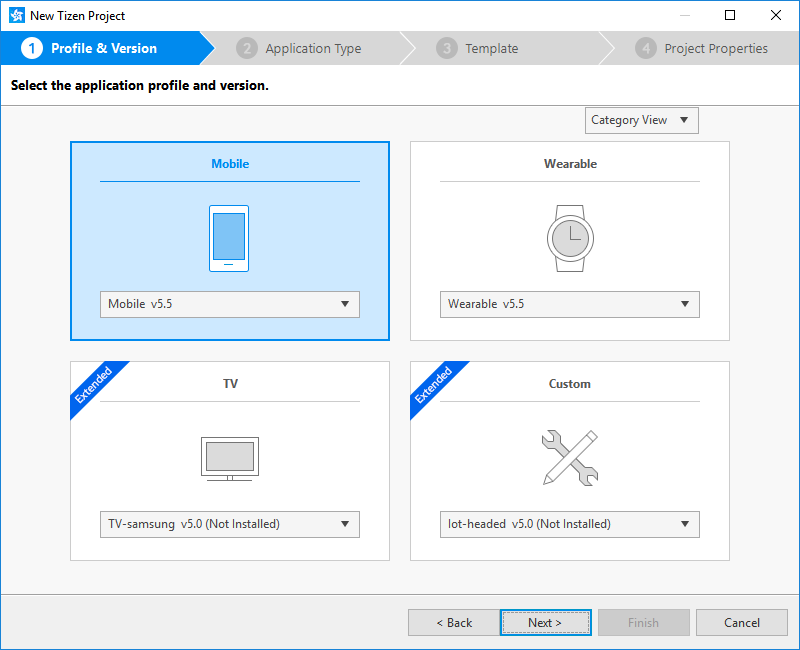 New Tizen Project
1 Profile & Version 2 Application Type 3 Template 4 Project Properties
Select the application profile and version.
Category View
Mobile
Mobile v5.5
Wearable
Wearable v5.5
Extended
TV
TV-samsung v5.0 (Not Installed)
Extended
Custom
Iot-headed v5.0 (Not Installed)
< Back Next > Finish Cancel